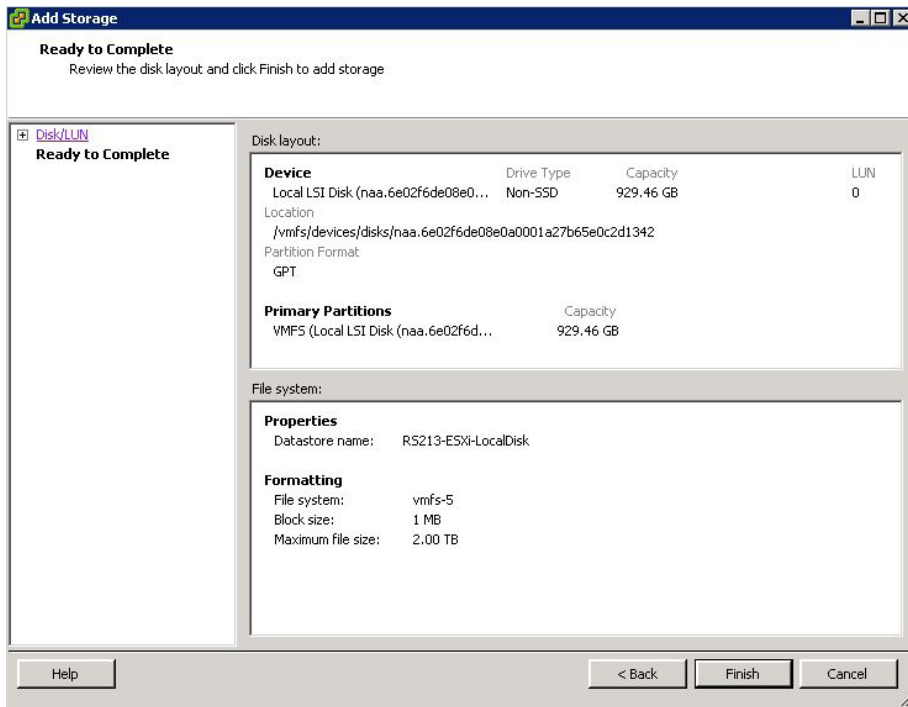 Add Storage
Ready to Complete
Review the disk layout and click Finish to add storage
Disk/LUN
Ready to Complete
Disk layout:
Device Drive Type Capacity LUN
Local LSI Disk (naa.6e02f6de08e0... Non-SSD 929.46 GB 0
Location
/vmfs/devices/disks/naa.6e02f6de08e0a0001a27b65e0c2d1342
Partition Format
GPT
Primary Partitions Capacity
VMFS (Local LSI Disk (naa.6e02f6d... 929.46 GB
File system:
Properties
Datastore name: RS213-ESXi-LocalDisk
Formatting
File system: vmfs-5
Block size: 1 MB
Maximum file size: 2.00 TB
Help < Back Finish Cancel